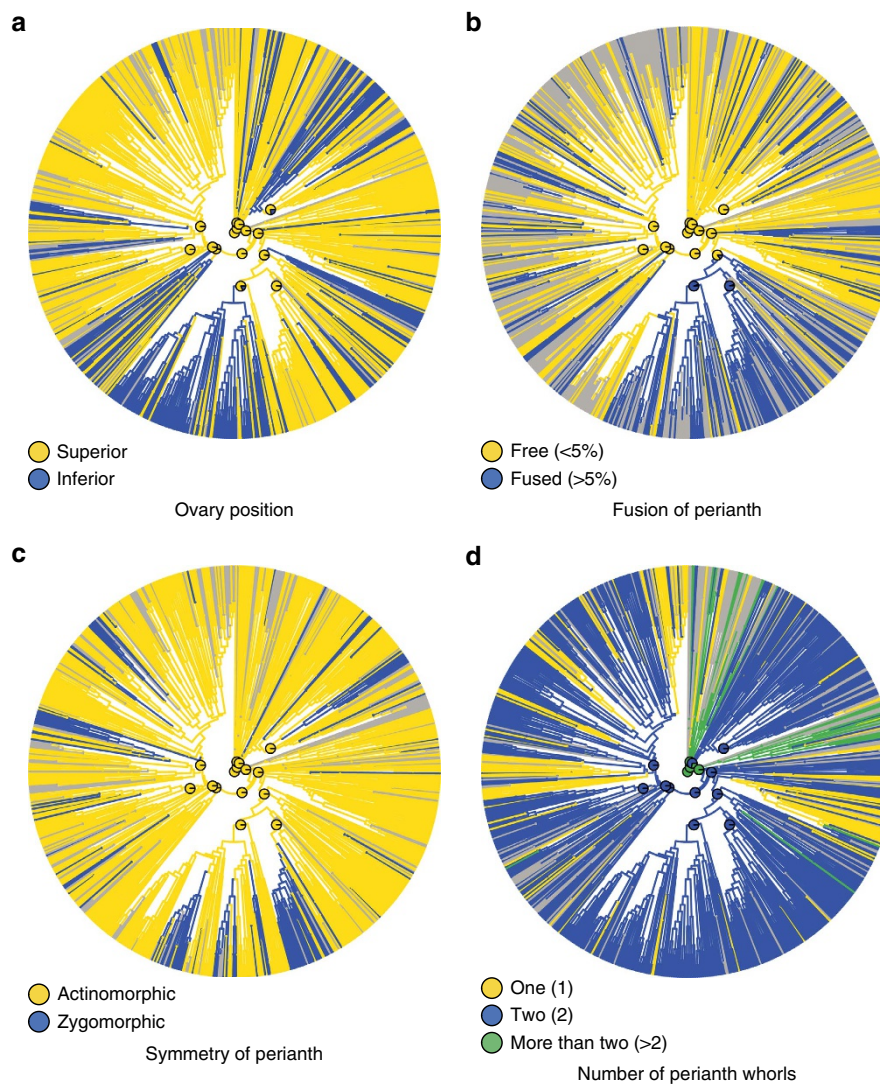 a
b
Superior
Inferior
Ovary position
Free (<5%)
Fused (>5%)
Fusion of perianth
c
d
Actinomorphic
Zygomorphic
Symmetry of perianth
One (1)
Two (2)
More than two (>2)
Number of perianth whorls